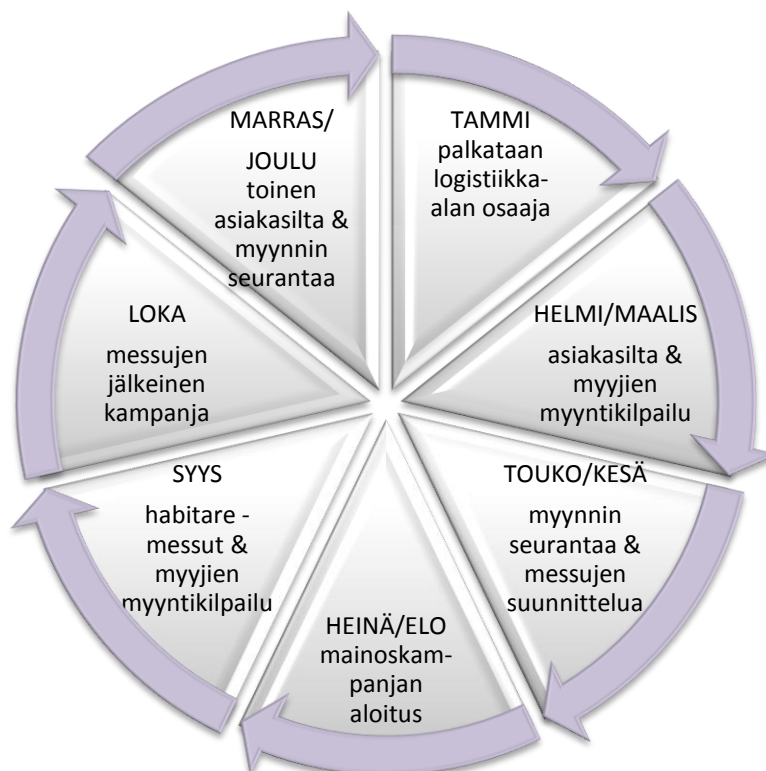 TAMMI
palkataan
logistiikka-
alan osaaja
HELMI/MAALIS
asiakasilta &
myyjien
myyntikilpailu
TOUKO/KESÄ
myynnin
seurantaa &
messujen
suunnittelua
HEINÄ/ELO
mainoskam-
panjan
aloitus
SYYS
habitare -
messut &
myyjien
myyntikilpailu
LOKA
messujen
jälkeinen
kampanja
MARRAS/
JOULU
toinen
asiakasilta &
myynnin
seurantaa